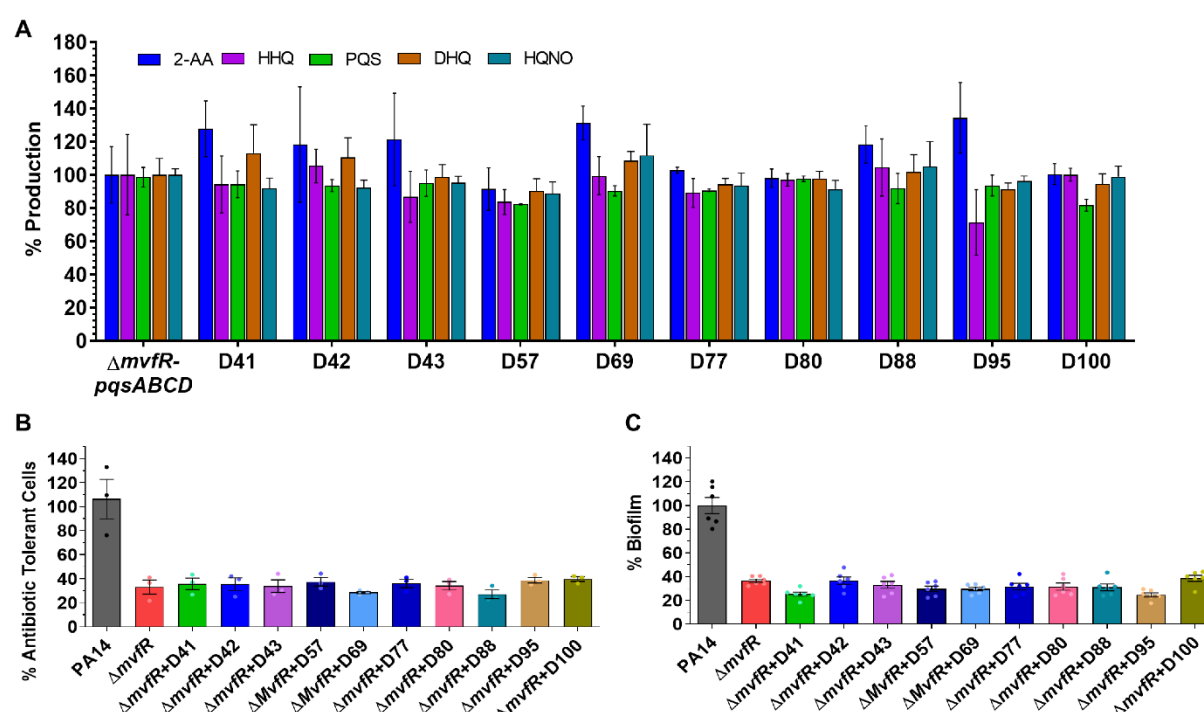 A
% Production
180
160
140
120
100
80
60
40
20
0
2-AA HHQ PQS DHQ HQNO
ΔmvfR- D41 D42 D43 D57 D69 D77 D80 D88 D95 D100
pqsABCD
B
% Antibiotic Tolerant Cells
140
120
100
80
60
40
20
0
PA14
ΔmvfR
ΔmvfR+D41
ΔmvfR+D42
ΔmvfR+D43
ΔMvfR+D57
ΔMvfR+D69
ΔmvfR+D77
ΔmvfR+D80
ΔmvfR+D88
ΔmvfR+D95
ΔmvfR+D100
C
% Biofilm
140
120
100
80
60
40
20
0
PA14
ΔmvfR
ΔmvfR+D41
ΔmvfR+D42
ΔmvfR+D43
ΔMvfR+D57
ΔMvfR+D69
ΔmvfR+D77
ΔmvfR+D80
ΔmvfR+D88
ΔmvfR+D95
ΔmvfR+D100